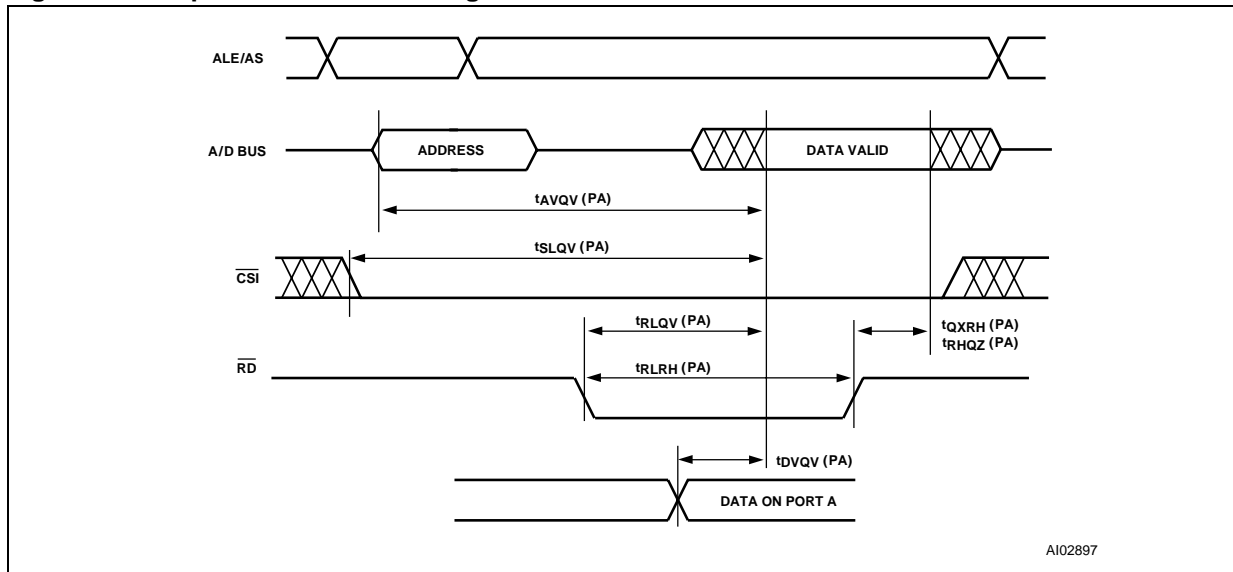 ALE/AS
A/D BUS
ADDRESS
DATA VALID
tAVQV (PA)
tSLQV (PA)
CSI
tRLQV (PA)
tQXRH (PA)
tRHQZ (PA)
RD
tRLRH (PA)
tDVQV (PA)
DATA ON PORT A
AI02897